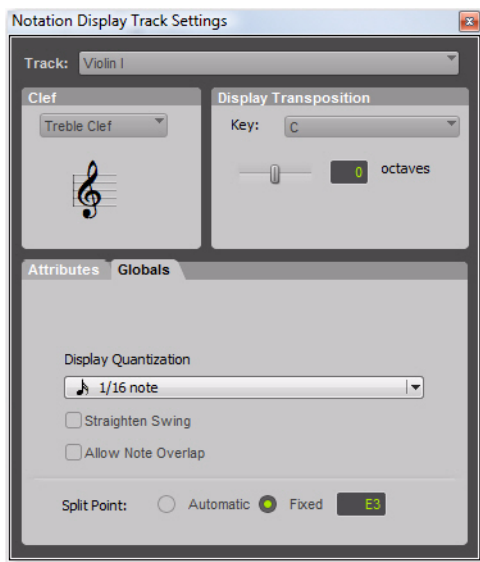 Notation Display Track Settings
Track: Violin I
Clef
Treble Clef
Display Transposition
Key: C
0 octaves
Attributes Globals
Display Quantization
1/16 note
Straighten Swing
Allow Note Overlap
Split Point: Automatic Fixed E3